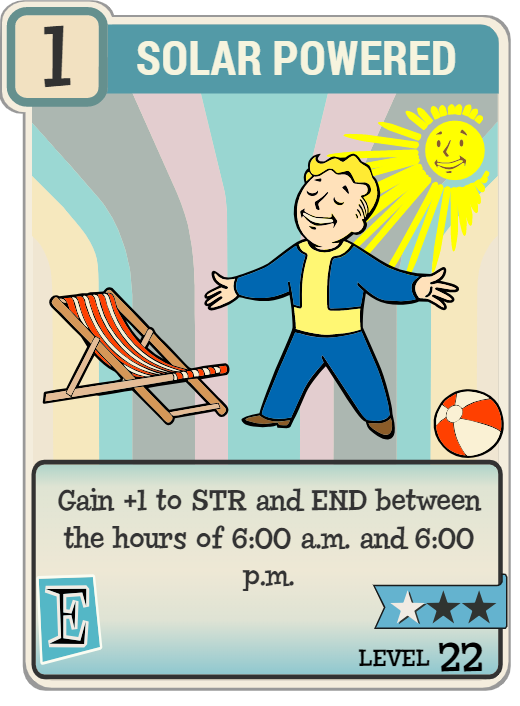 1
SOLAR POWERED
Gain +1 to STR and END between
the hours of 6:00 a.m. and 6:00
p.m.
E
LEVEL 22